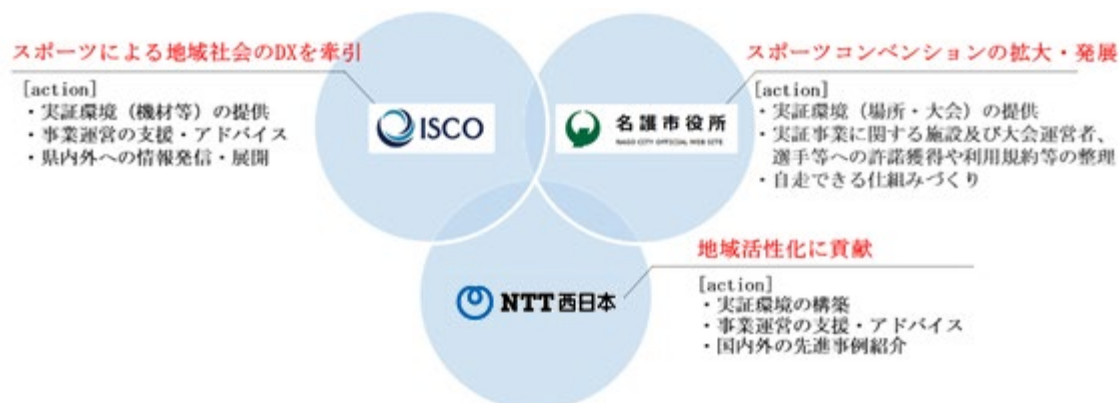 スポーツによる地域社会のDXを牽引
[action]
・実証環境（機材等）の提供
・事業運営の支援・アドバイス
・県内外への情報発信・展開
ISCO
名護市役所
NAGO CITY OFFICIAL WEB SITE
スポーツコンベンションの拡大・発展
[action]
・実証環境（場所・大会）の提供
・実証事業に関する施設及び大会運営者、
選手等への許諾獲得や利用規約等の整理
・自走できる仕組みづくり
NTT西日本
地域活性化に貢献
[action]
・実証環境の構築
・事業運営の支援・アドバイス
・国内外の先進事例紹介